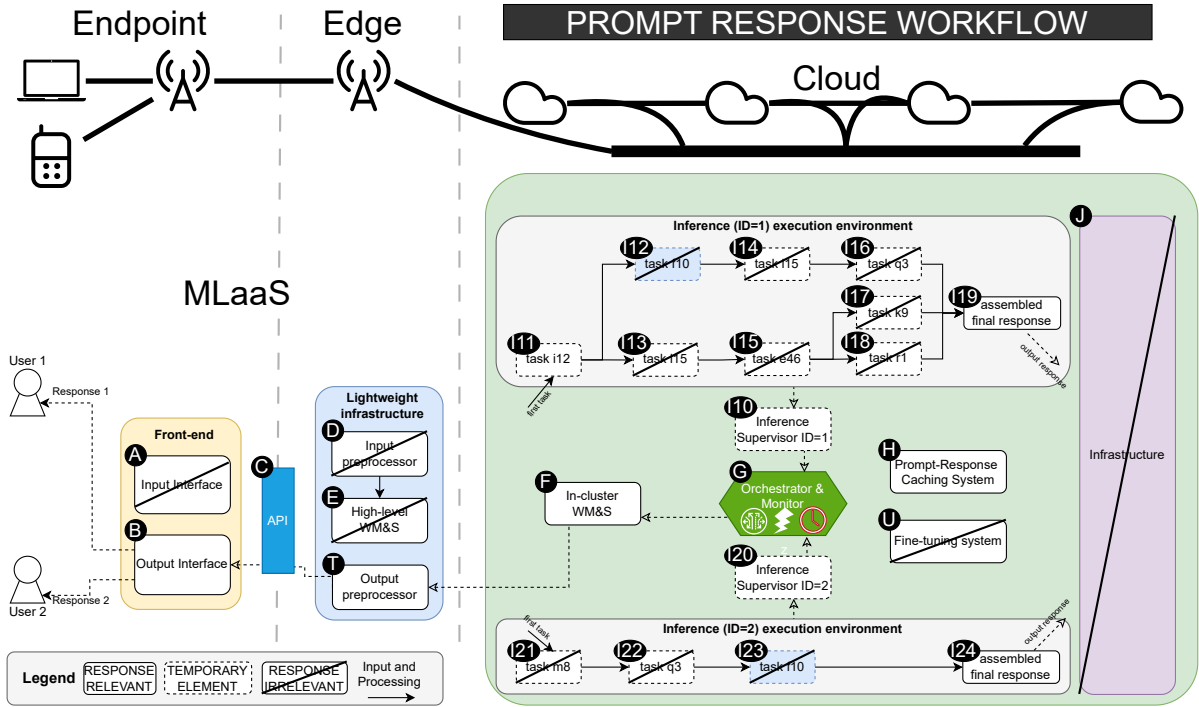 Endpoint
Edge
PROMPT RESPONSE WORKFLOW
Cloud
MLaaS
Inference (ID=1) execution environment
J
I12
task r10
I14
task l15
I16
task q3
I17
task k9
I19
assembled
final response
I11
task i12
I13
task l15
I15
task e46
I18
task r1
first task
output response
Infrastructure
User 1
Response 1
Front-end
A
Input Interface
B
Output Interface
User 2
Response 2
C
API
Lightweight
infrastructure
D
Input
preprocessor
E
High-level
WM&S
T
Output
preprocessor
F
In-cluster
WM&S
I10
Inference
Supervisor ID=1
G
Orchestrator &
Monitor
H
Prompt-Response
Caching System
U
Fine-tuning system
I20
Inference
Supervisor ID=2
Inference (ID=2) execution environment
first task
output response
I21
task m8
I22
task q3
I23
I24
assembled
final response
Legend
RESPONSE
RELEVANT
TEMPORARY
ELEMENT
RESPONSE
IRRELEVANT
Input and
Processing